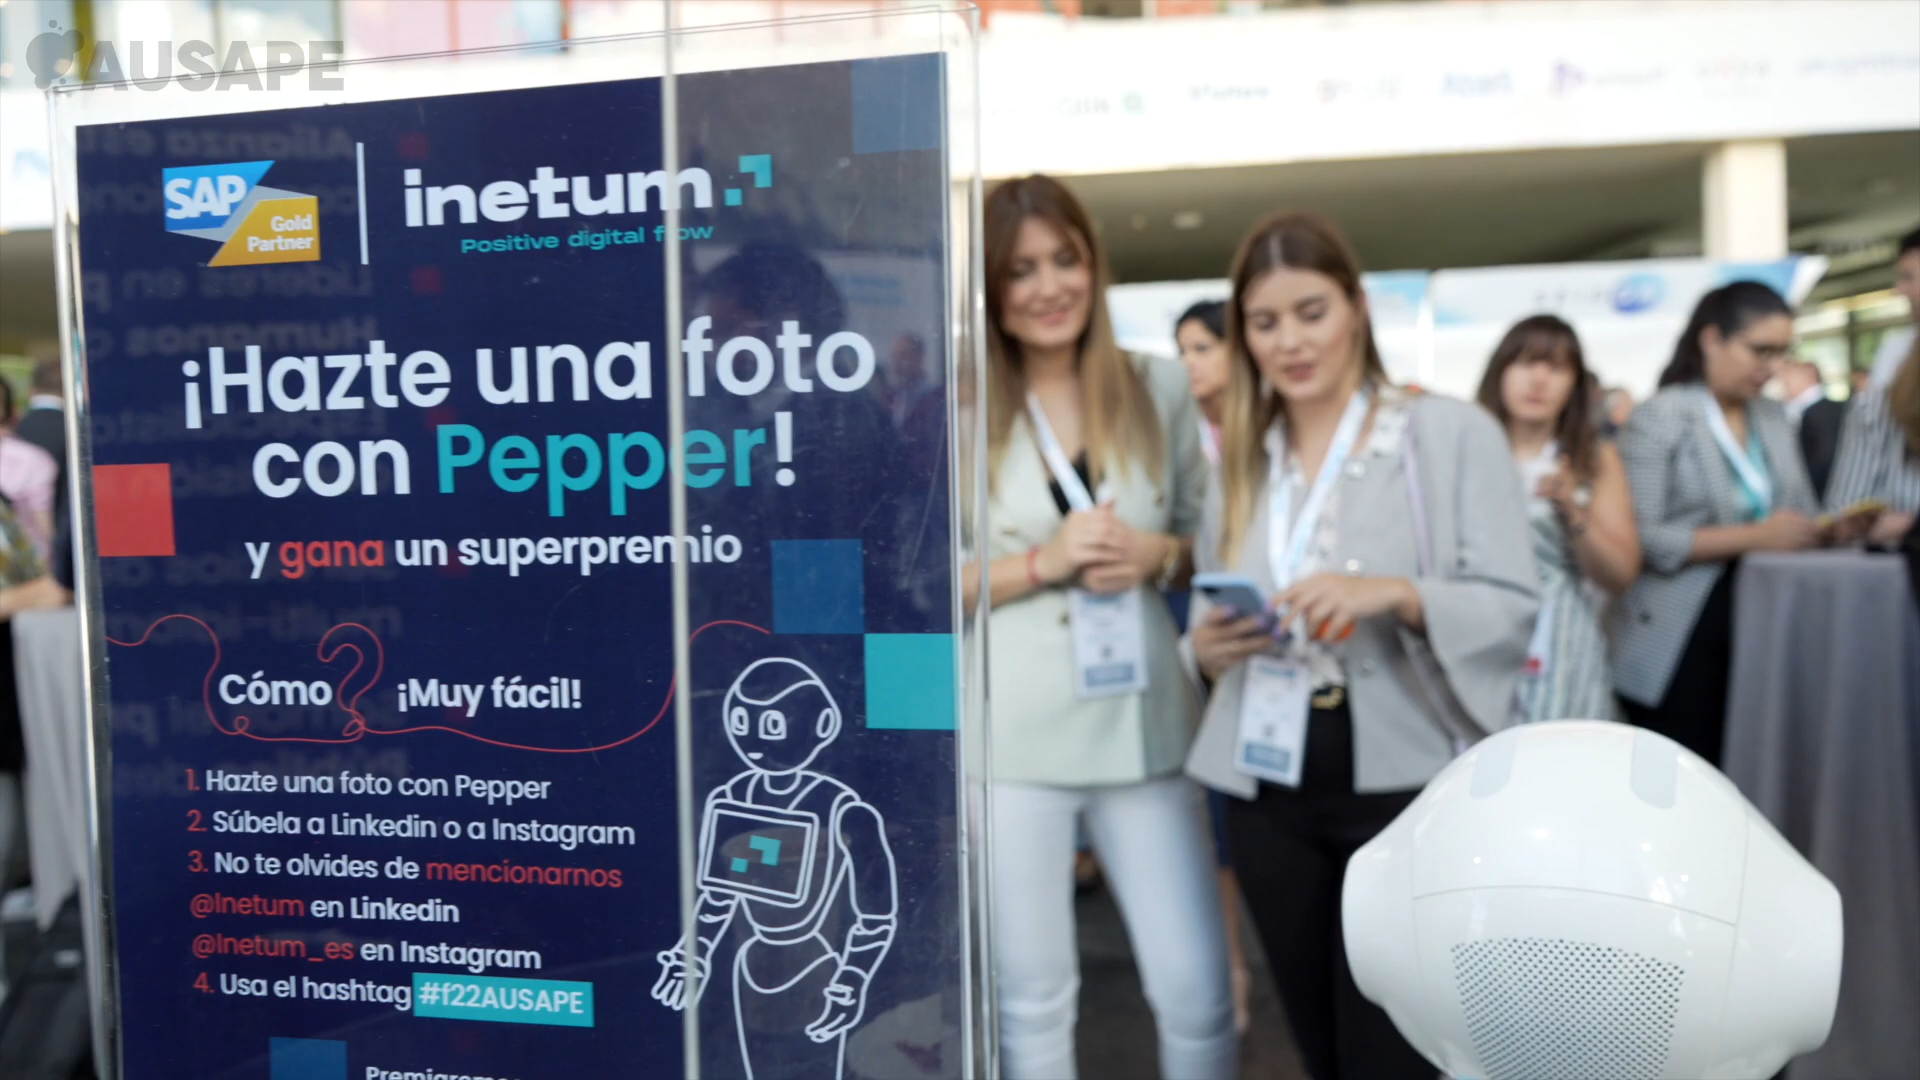 AUSAPE
SAP
Gold
Partner
inetum.
Positive digital flow
¡Hazte una foto
con Pepper!
y gana un superpremio
Cómo ? ¡Muy fácil!
1. Hazte una foto con Pepper
2. Súbela a Linkedin o a Instagram
3. No te olvides de mencionarnos
@Inetum en Linkedin
@Inetum_es en Instagram
4. Usa el hashtag #f22AUSAPE